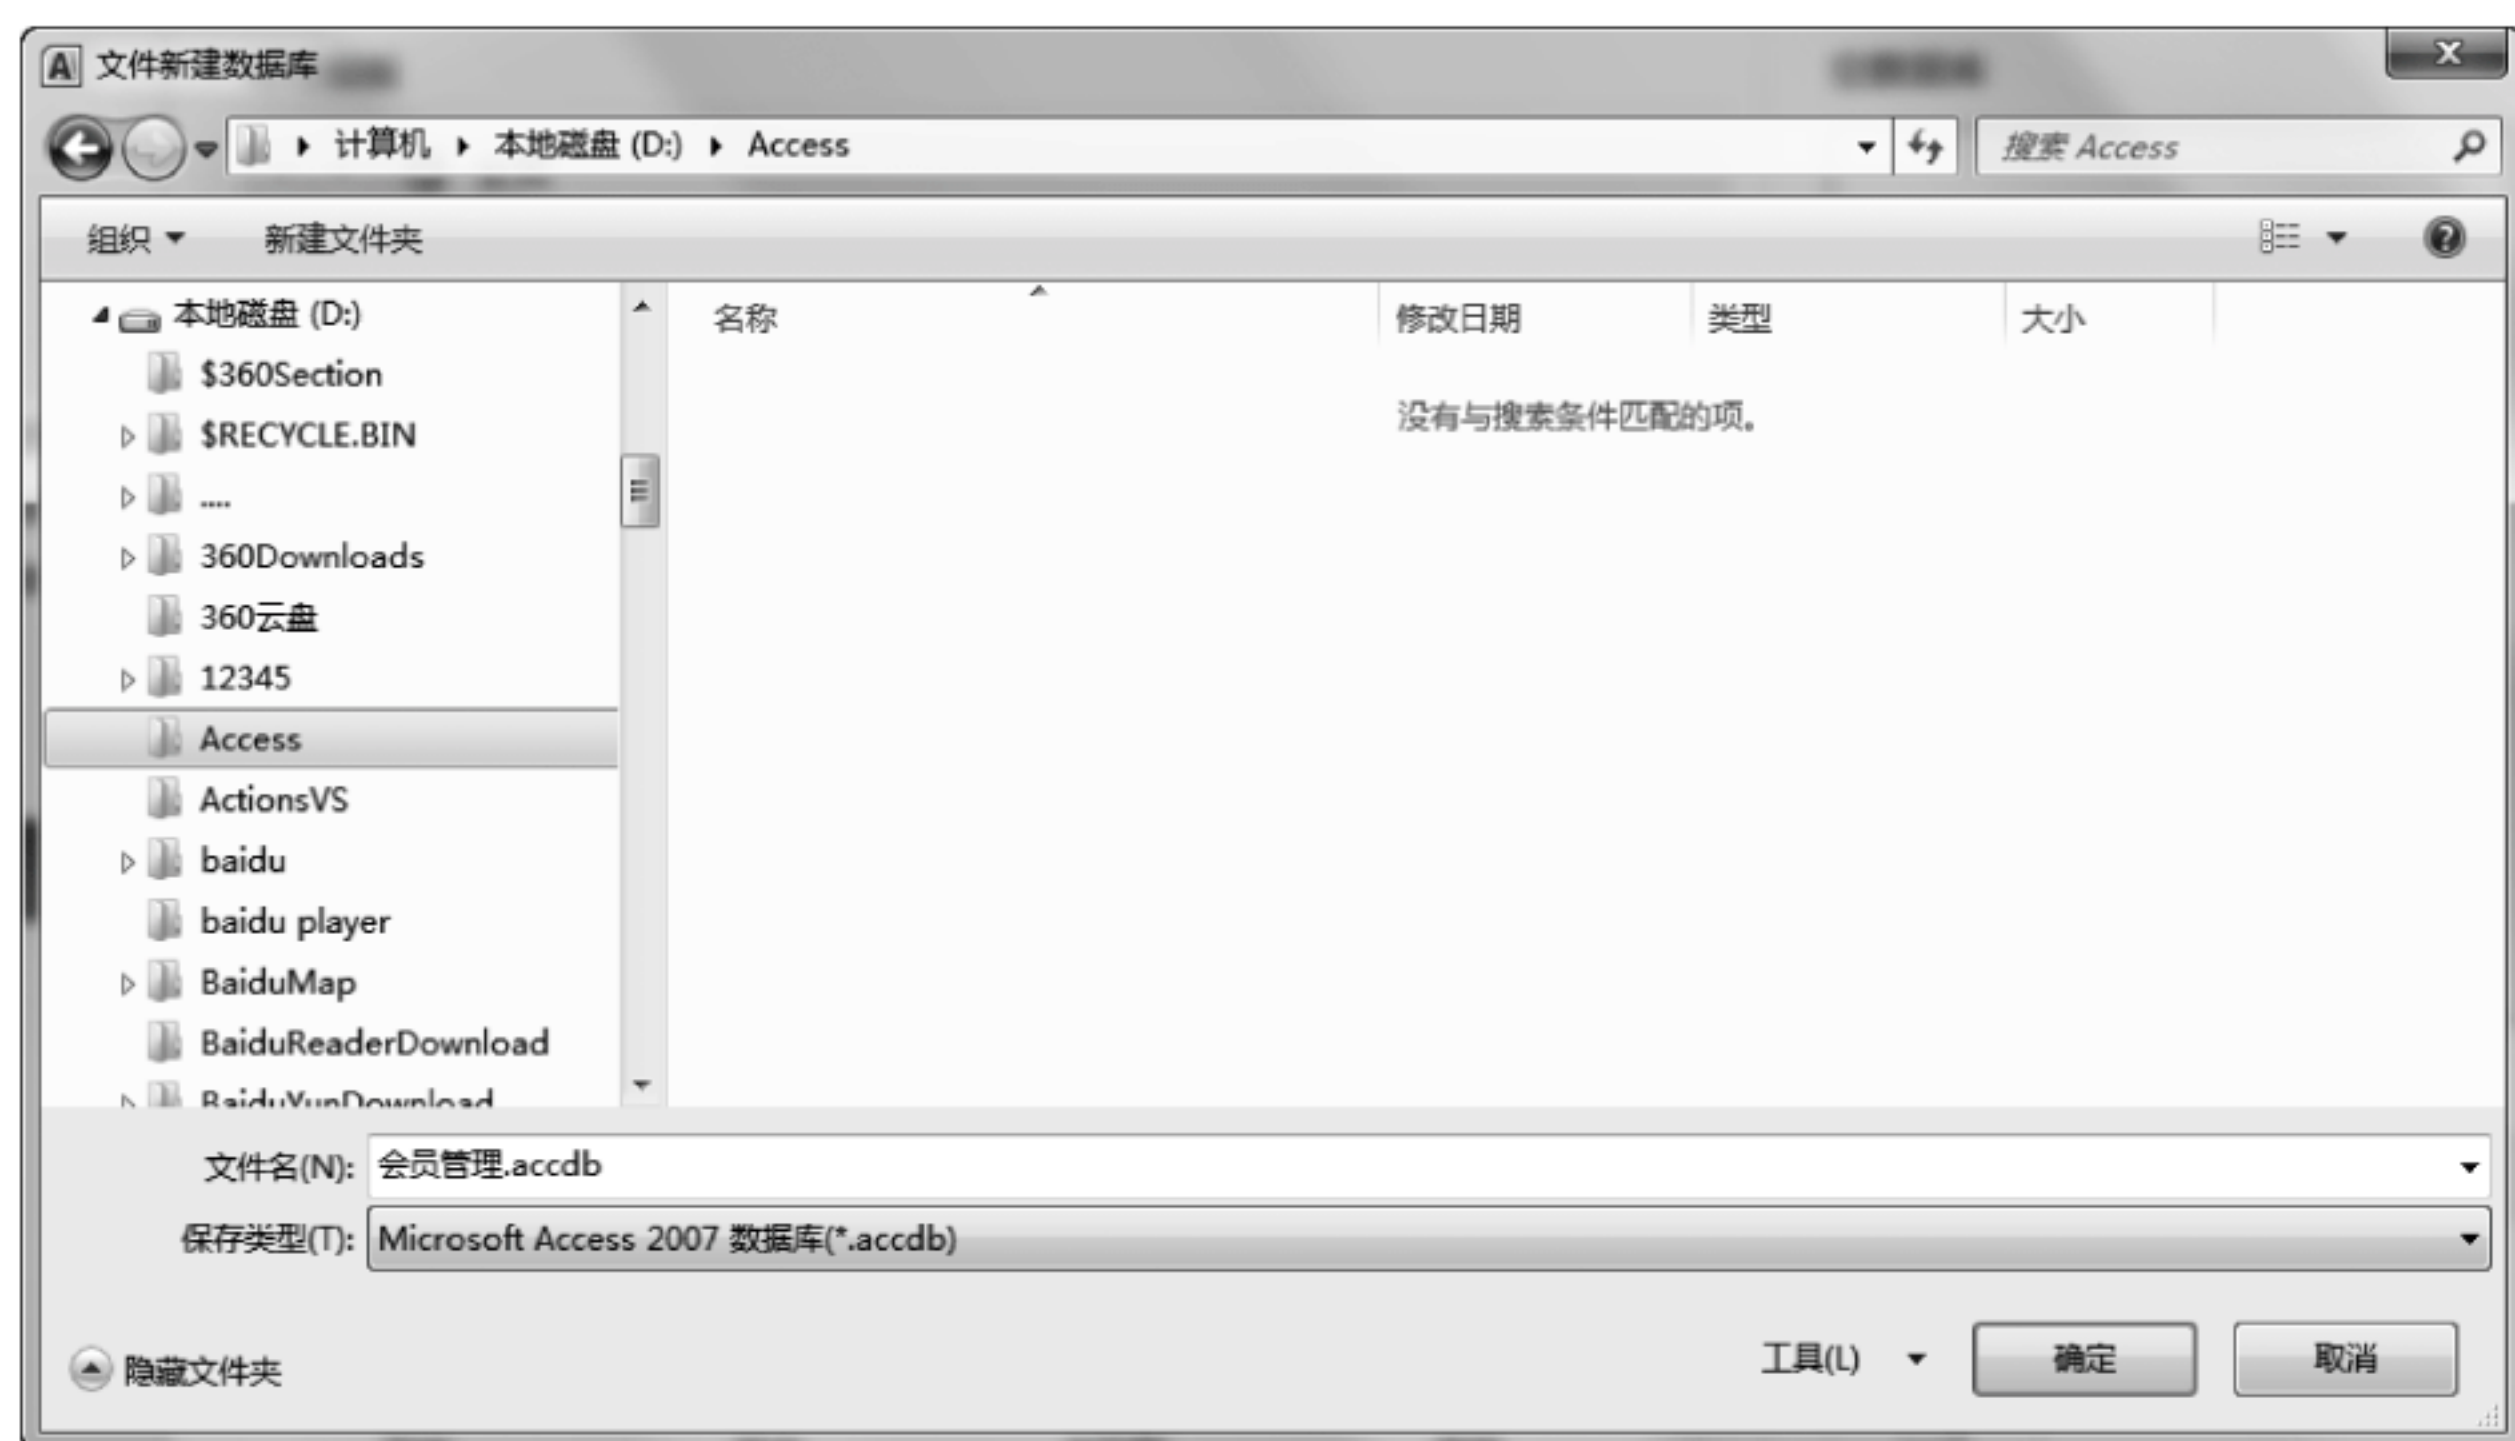 文件新建数据库
计算机 本地磁盘 (D:) Access
搜索 Access
组织 新建文件夹
本地磁盘 (D:)
名称 修改日期 类型 大小
$360Section
没有与搜索条件匹配的项。
$RECYCLE.BIN
....
360Downloads
360云盘
12345
Access
ActionsVS
baidu
baidu player
BaiduMap
BaiduReaderDownload
BaiduYunDownload
文件名(N): 会员管理.accdb
保存类型(T): Microsoft Access 2007 数据库(*.accdb)
隐藏文件夹 工具(L) 确定 取消